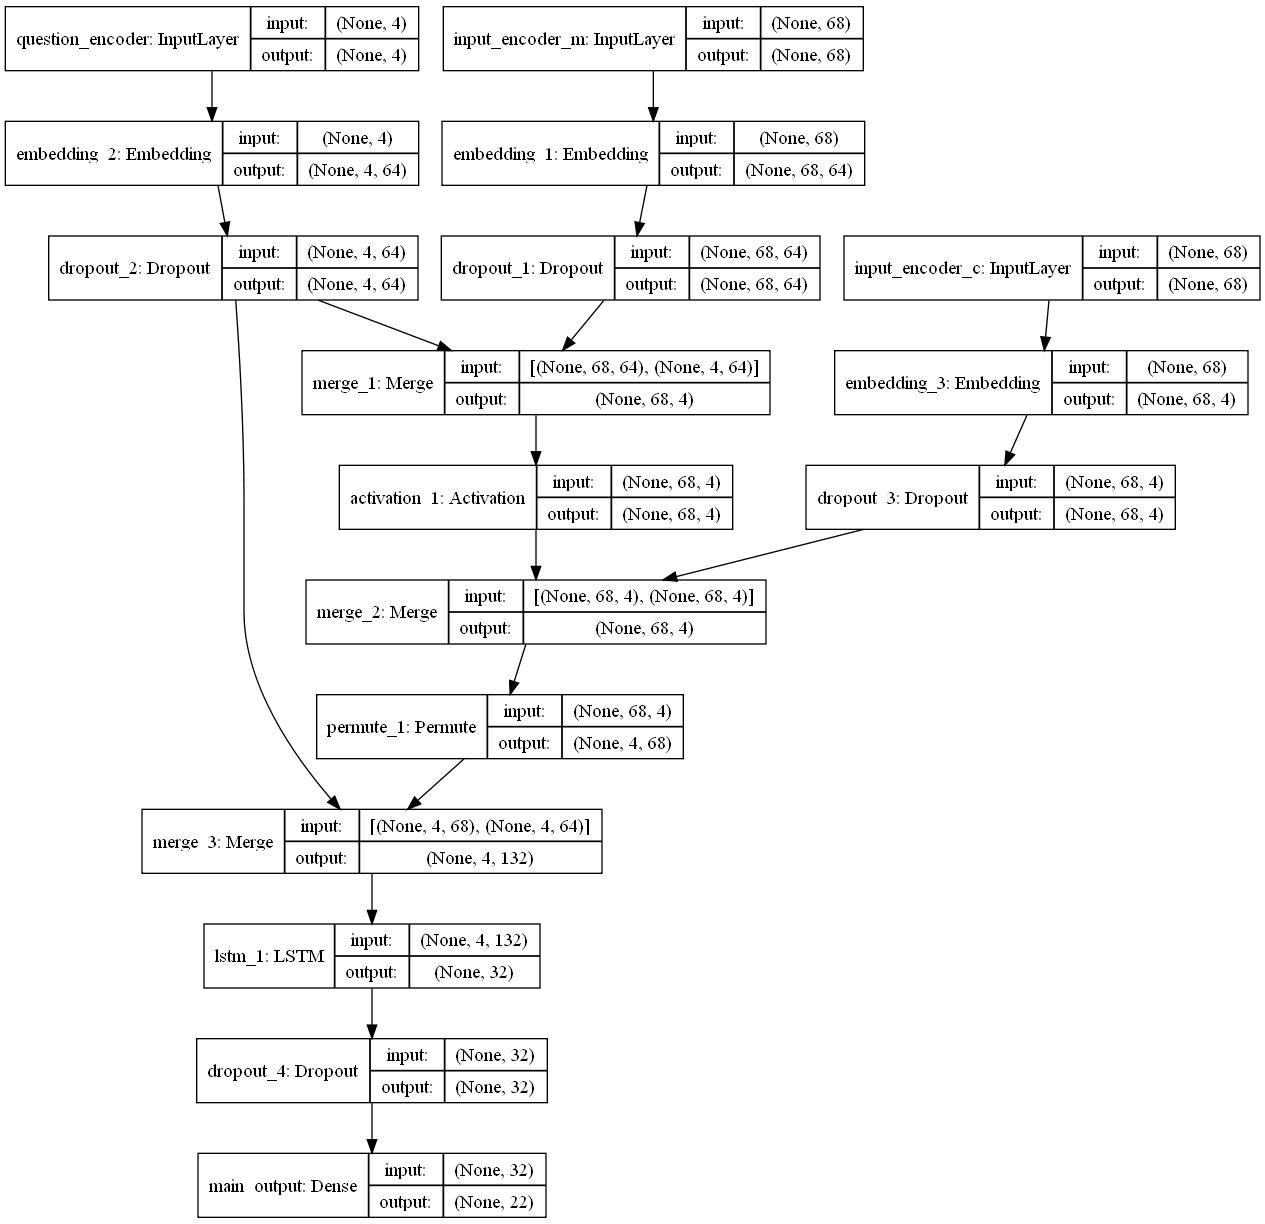 question_encoder: InputLayer
input: (None, 4)
output: (None, 4)
input_encoder_m: InputLayer
input: (None, 68)
output: (None, 68)
embedding_2: Embedding
input: (None, 4)
output: (None, 4, 64)
embedding_1: Embedding
input: (None, 68)
output: (None, 68, 64)
dropout_2: Dropout
input: (None, 4, 64)
output: (None, 4, 64)
dropout_1: Dropout
input: (None, 68, 64)
output: (None, 68, 64)
input_encoder_c: InputLayer
input: (None, 68)
output: (None, 68)
merge_1: Merge
input: [(None, 68, 64), (None, 4, 64)]
output: (None, 68, 4)
embedding_3: Embedding
input: (None, 68)
output: (None, 68, 4)
activation_1: Activation
input: (None, 68, 4)
output: (None, 68, 4)
dropout_3: Dropout
input: (None, 68, 4)
output: (None, 68, 4)
merge_2: Merge
input: [(None, 68, 4), (None, 68, 4)]
output: (None, 68, 4)
permute_1: Permute
input: (None, 68, 4)
output: (None, 4, 68)
merge_3: Merge
input: [(None, 4, 68), (None, 4, 64)]
output: (None, 4, 132)
lstm_1: LSTM
input: (None, 4, 132)
output: (None, 32)
dropout_4: Dropout
input: (None, 32)
output: (None, 32)
main_output: Dense
input: (None, 32)
output: (None, 22)